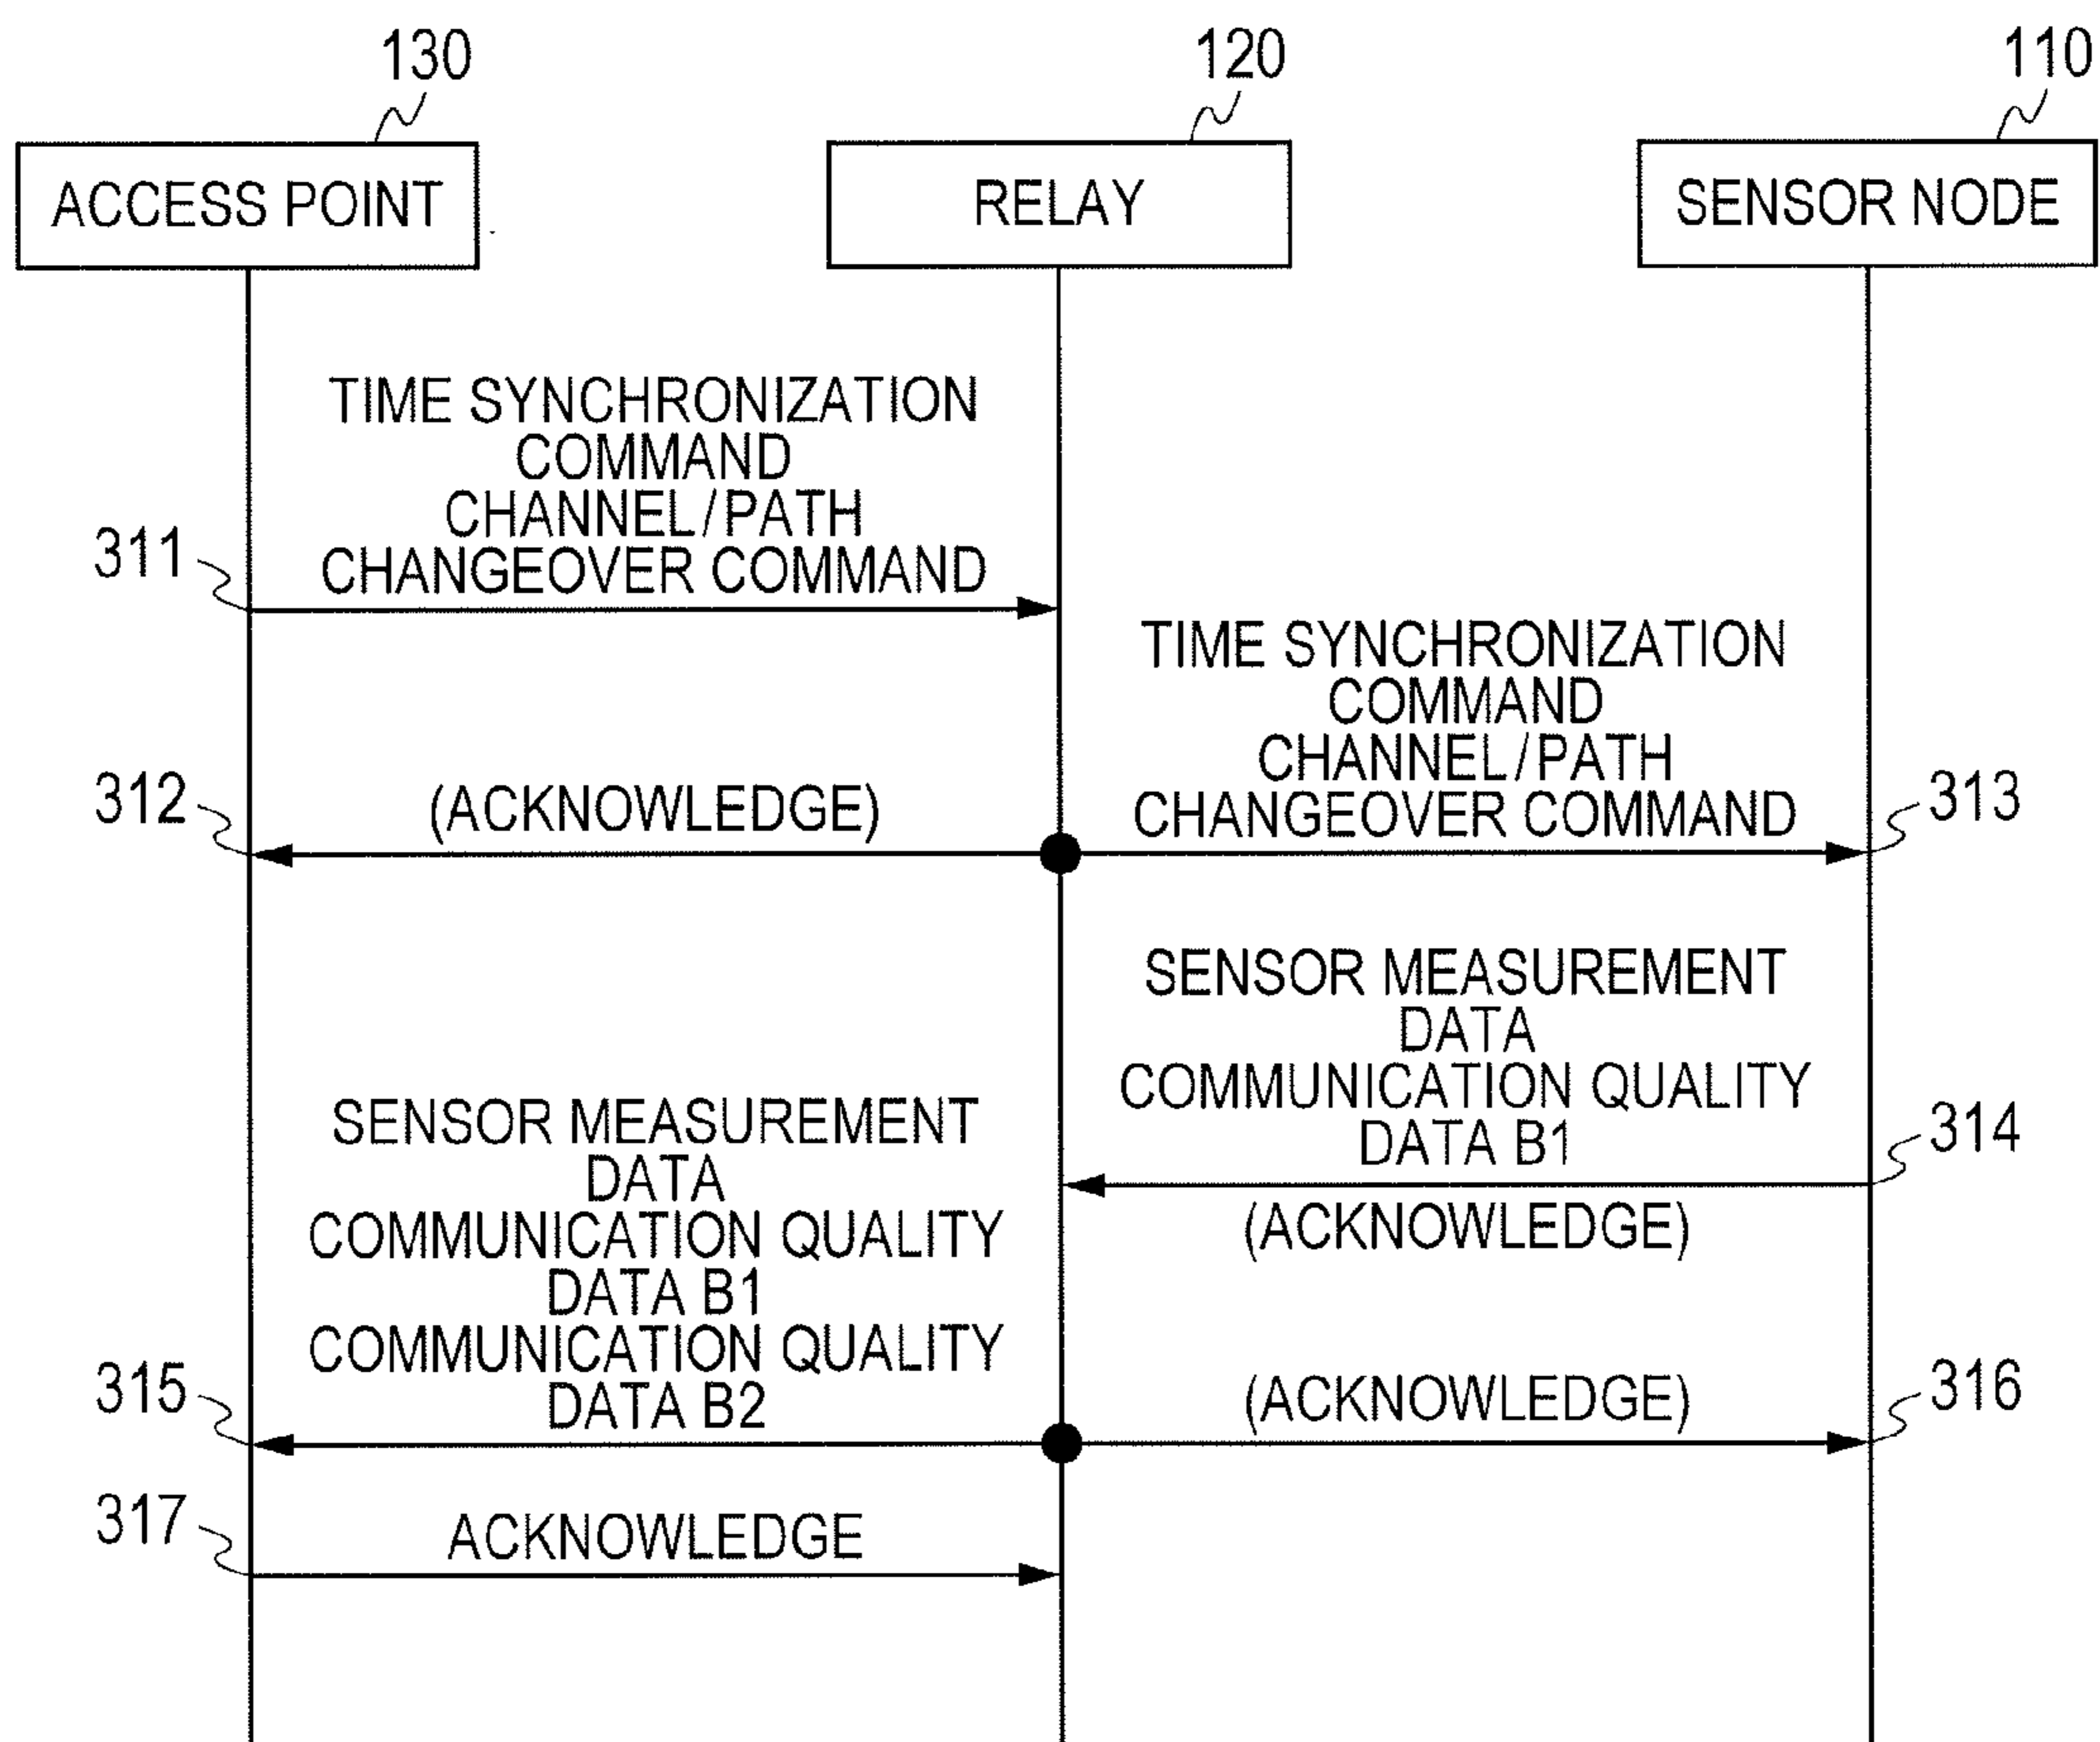 130
120
110
ACCESS POINT
RELAY
SENSOR NODE
TIME SYNCHRONIZATION
COMMAND
CHANNEL/PATH
CHANGEOVER COMMAND
311
TIME SYNCHRONIZATION
COMMAND
CHANNEL/PATH
CHANGEOVER COMMAND
312
(ACKNOWLEDGE)
313
SENSOR MEASUREMENT
DATA
COMMUNICATION QUALITY
DATA B1
314
(ACKNOWLEDGE)
SENSOR MEASUREMENT
DATA
COMMUNICATION QUALITY
DATA B1
COMMUNICATION QUALITY
DATA B2
315
(ACKNOWLEDGE)
316
317
ACKNOWLEDGE